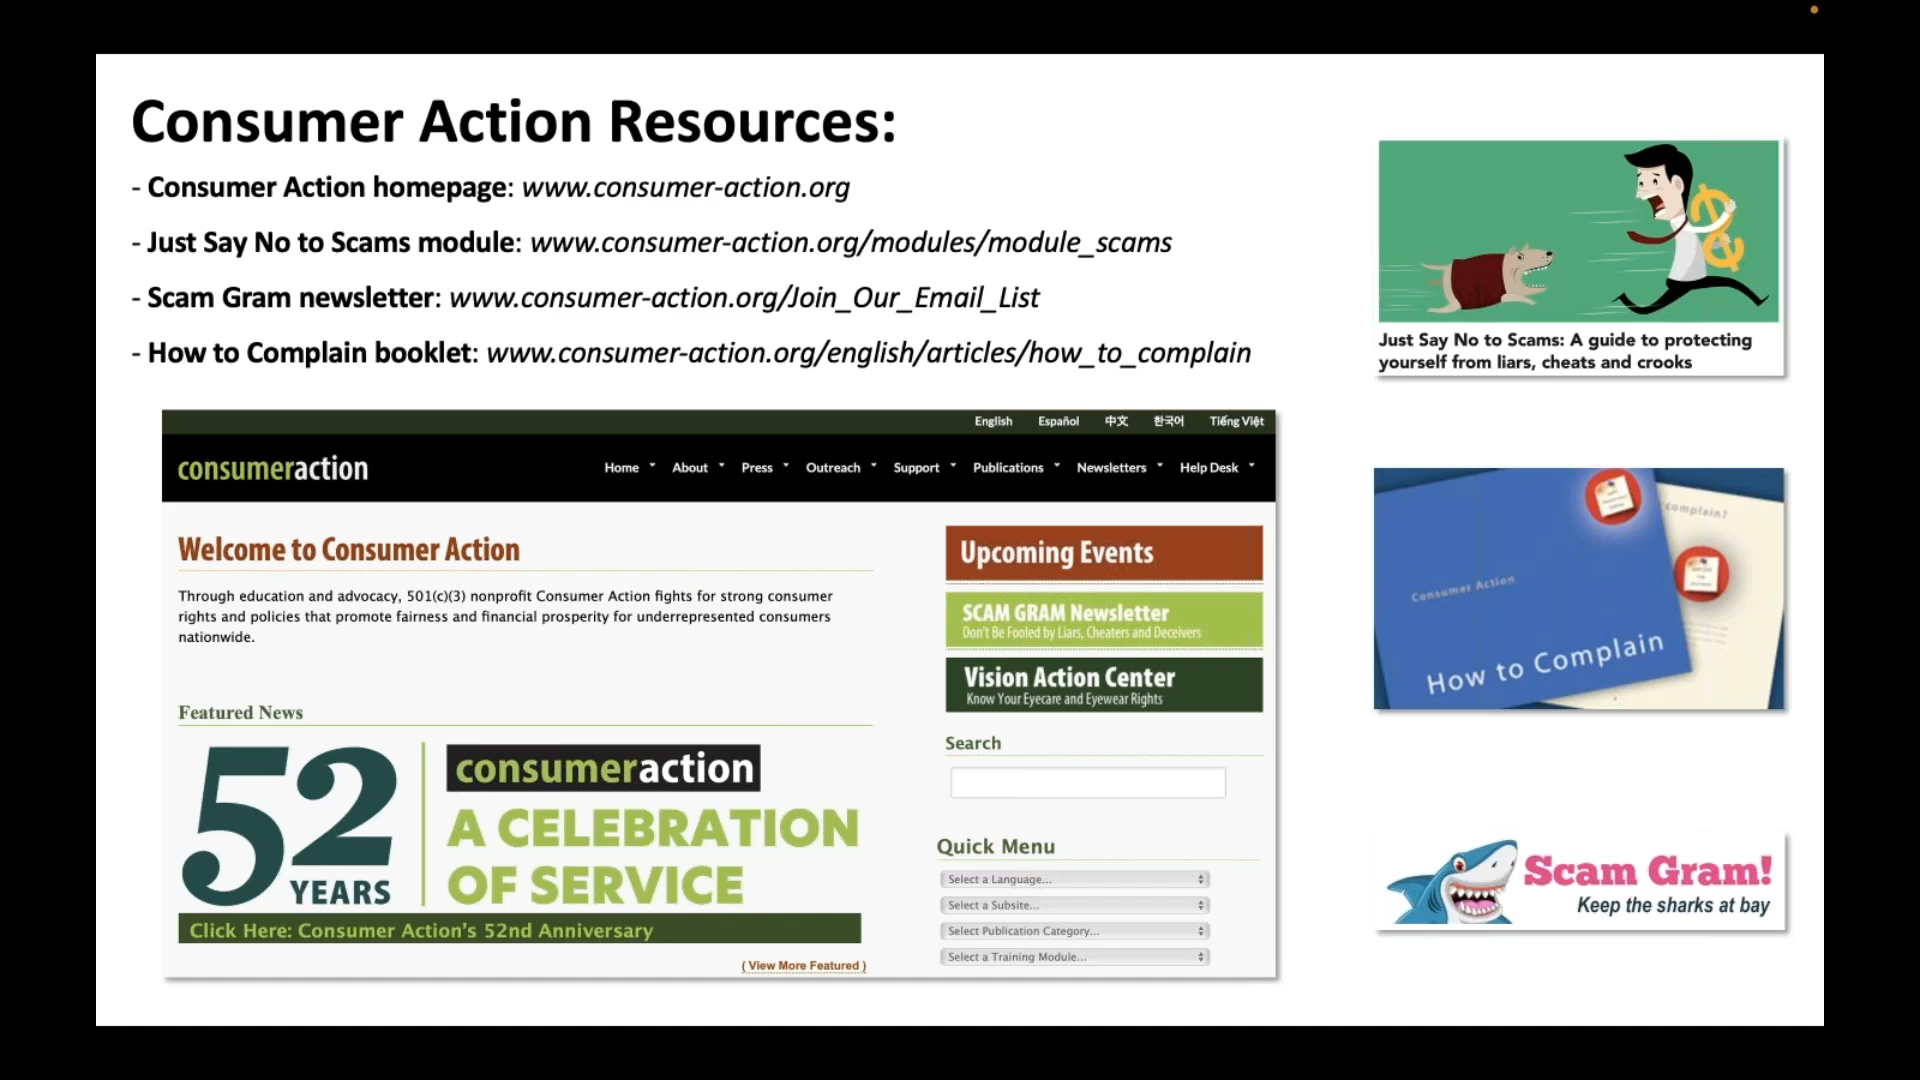 Consumer Action Resources:
- Consumer Action homepage: www.consumer-action.org
- Just Say No to Scams module: www.consumer-action.org/modules/module_scams
- Scam Gram newsletter: www.consumer-action.org/Join_Our_Email_List
- How to Complain booklet: www.consumer-action.org/english/articles/how_to_complain
Just Say No to Scams: A guide to protecting
yourself from liars, cheats and crooks
English Español 中文 한국어 Tiếng Việt
consumeraction
Home About Press Outreach Support Publications Newsletters Help Desk
Welcome to Consumer Action
Through education and advocacy, 501(c)(3) nonprofit Consumer Action fights for strong consumer
rights and policies that promote fairness and financial prosperity for underrepresented consumers
nationwide.
Featured News
52
YEARS
consumeraction
A CELEBRATION
OF SERVICE
Click Here: Consumer Action's 52nd Anniversary
( View More Featured )
Upcoming Events
SCAM GRAM Newsletter
Don't Be Fooled by Liars, Cheaters and Deceivers
Vision Action Center
Know Your Eyecare and Eyewear Rights
Search
Quick Menu
Select a Language...
Select a Subsite...
Select Publication Category...
Select a Training Module...
complain?
Consumer Action
How to Complain
Scam Gram!
Keep the sharks at bay